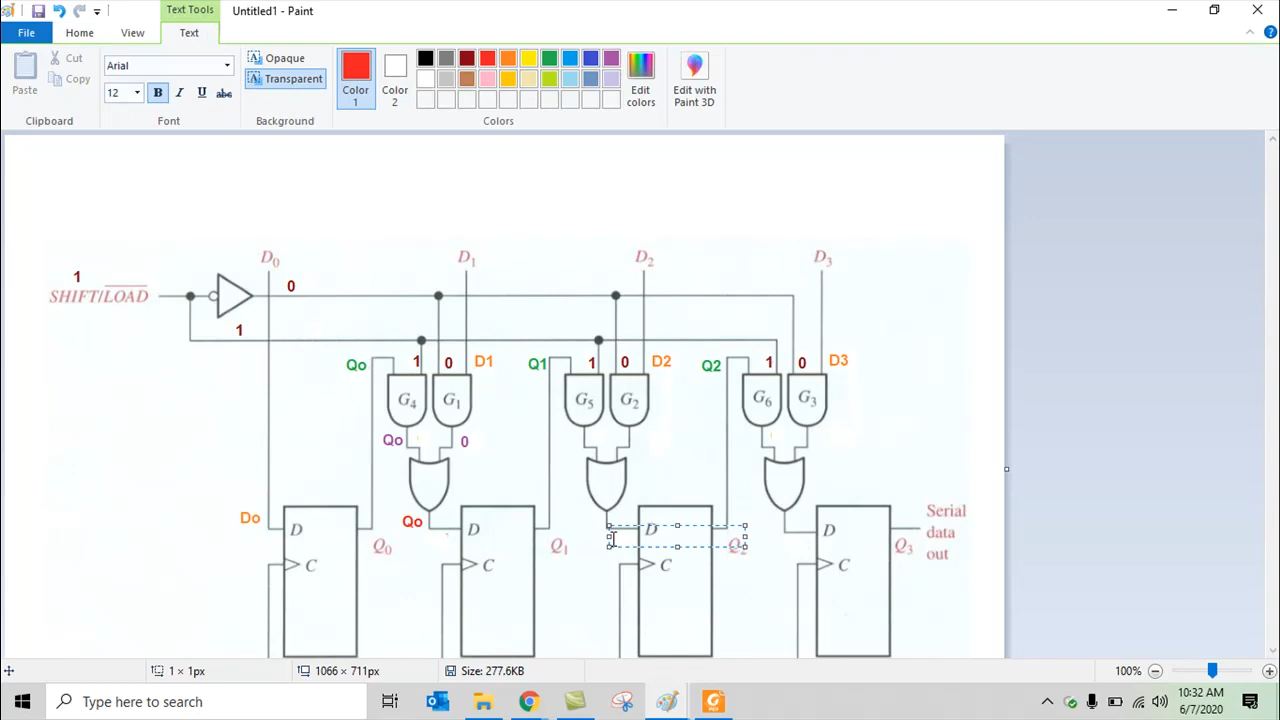 Text Tools
Untitled1 - Paint
File
Home
View
Text
Cut
Copy
Paste
Clipboard
Arial
12
B
I
U
abc
Font
Opaque
Transparent
Background
Color
1
Color
2
Edit
colors
Colors
Edit with
Paint 3D
D0
D1
D2
D3
1
SHIFT/LOAD
0
1
Qo
1
0
D1
Q1
1
0
D2
Q2
1
0
D3
G4
G1
G5
G2
G6
G3
Qo
0
Do
D
Qo
D
D
D
Serial
data
out
Q0
Q1
Q2
Q3
C
C
C
C
1 × 1px
1066 × 711px
Size: 277.6KB
100%
Type here to search
10:32 AM
6/7/2020